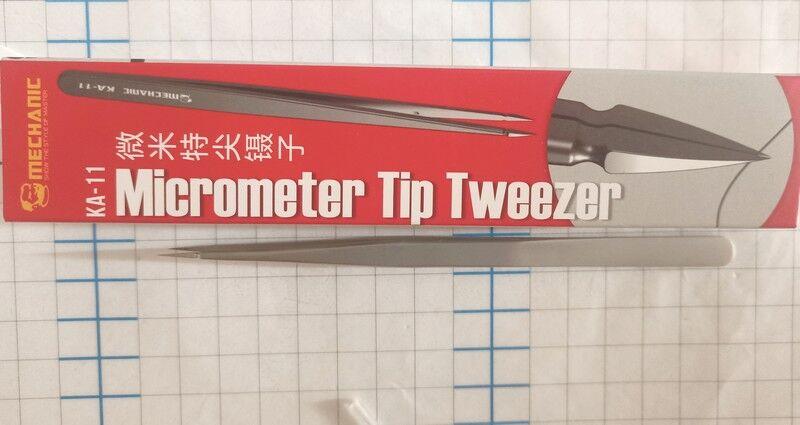 MECHANIC
SHOW THE STYLE OF MASTER
MECHANIC KA-11
微米特尖镊子
KA-11 Micrometer Tip Tweezer